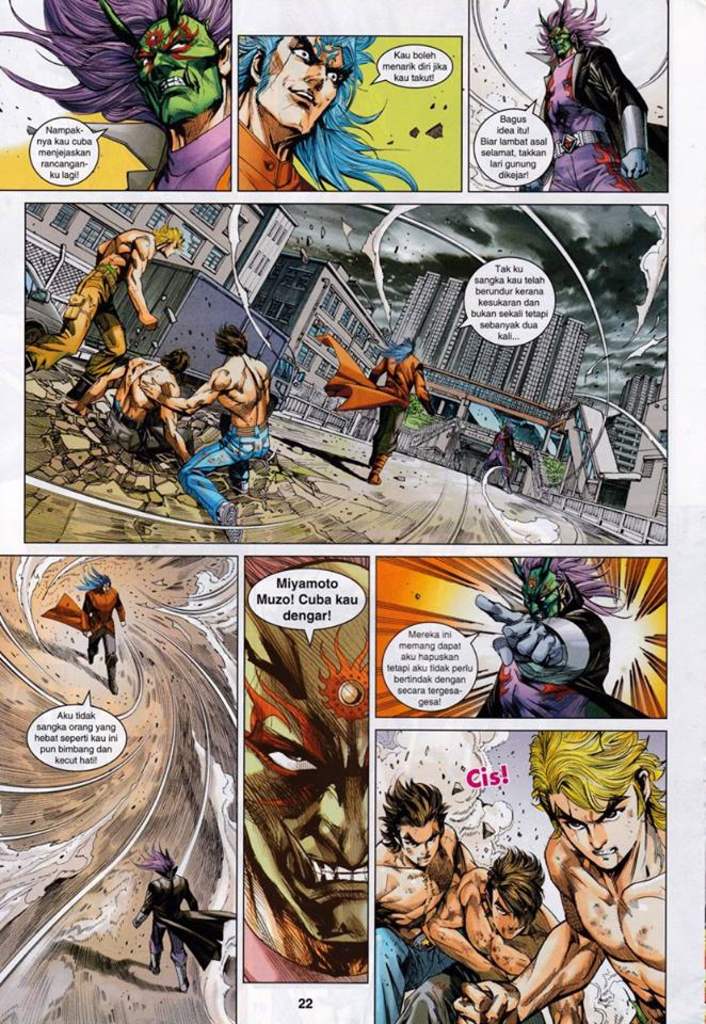 Nampak-
nya kau cuba
menjejaskan
rancangan-
ku lagi!
Kau boleh
menarik diri jika
kau takut!
Bagus
idea itu!
Biar lambat asal
selamat, takkan
lari gunung
dikejar!
Tak ku
sangka kau telah
berundur kerana
kesukaran dan
bukan sekali tetapi
sebanyak dua
kali...
Aku tidak
sangka orang yang
hebat seperti kau ini
pun bimbang dan
kecut hati!
Miyamoto
Muzo! Cuba kau
dengar!
Mereka ini
memang dapat
aku hapuskan
tetapi aku tidak perlu
bertindak dengan
secara tergesa-
gesa!
Cis!
22